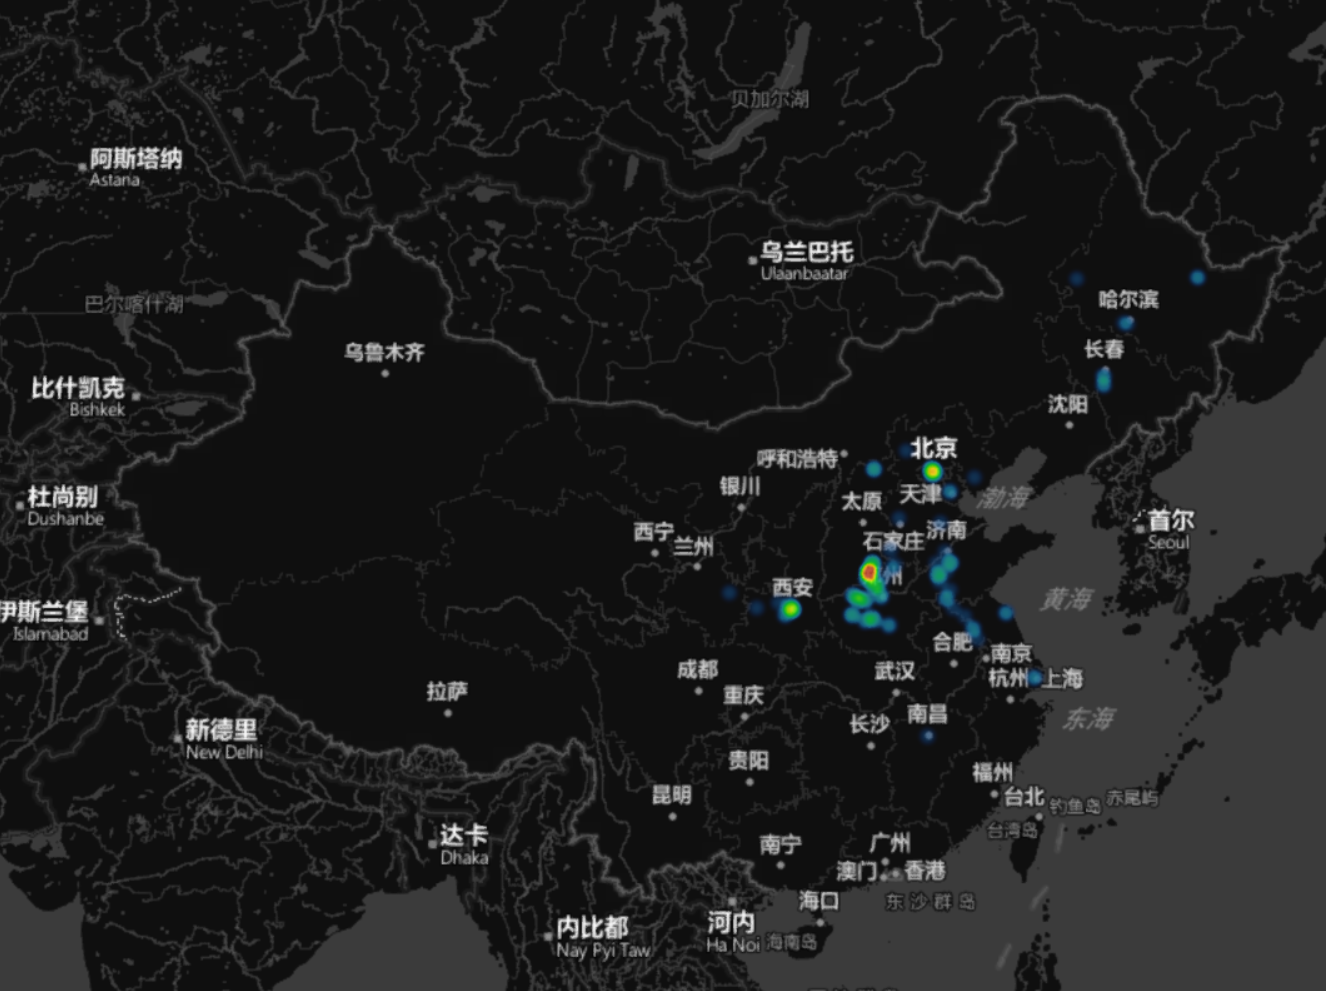 贝加尔湖
阿斯塔纳
Astana
乌兰巴托
Ulaanbaatar
哈尔滨
巴尔喀什湖
乌鲁木齐
长春
比什凯克
Bishkek
沈阳
北京
呼和浩特
银川
天津
太原
渤海
杜尚别
Dushanbe
首尔
Seoul
西宁
兰州
石家庄
济南
州
西安
黄海
伊斯兰堡
Islamabad
合肥
南京
成都
武汉
杭州
上海
拉萨
重庆
长沙
南昌
东海
新德里
New Delhi
贵阳
福州
昆明
台北
钓鱼岛
赤尾屿
台湾岛
达卡
Dhaka
南宁
广州
澳门
香港
海口
东沙群岛
内比都
Nay Pyi Taw
河内
Ha Noi
海南岛